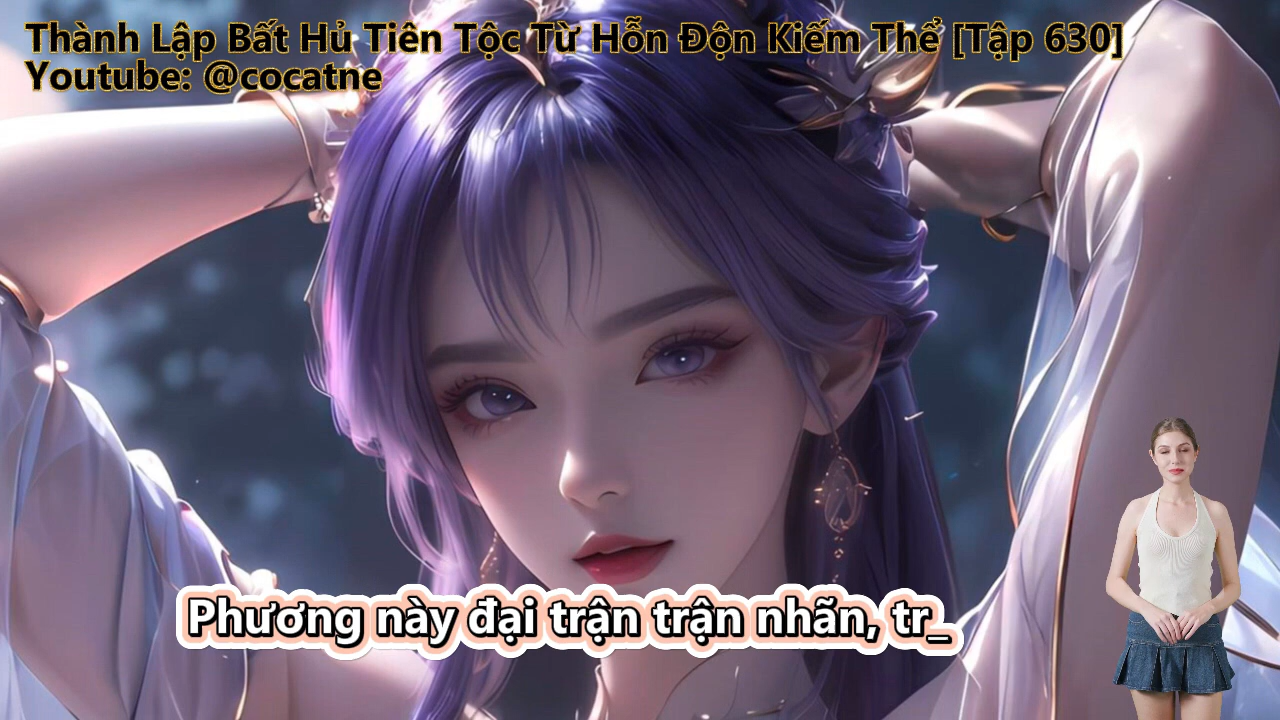 Thành Lập Bất Hủ Tiên Tộc Từ Hỗn Độn Kiếm Thể [Tập 630]
Youtube: @cocatne
Phương này đại trận trận nhãn, tr_